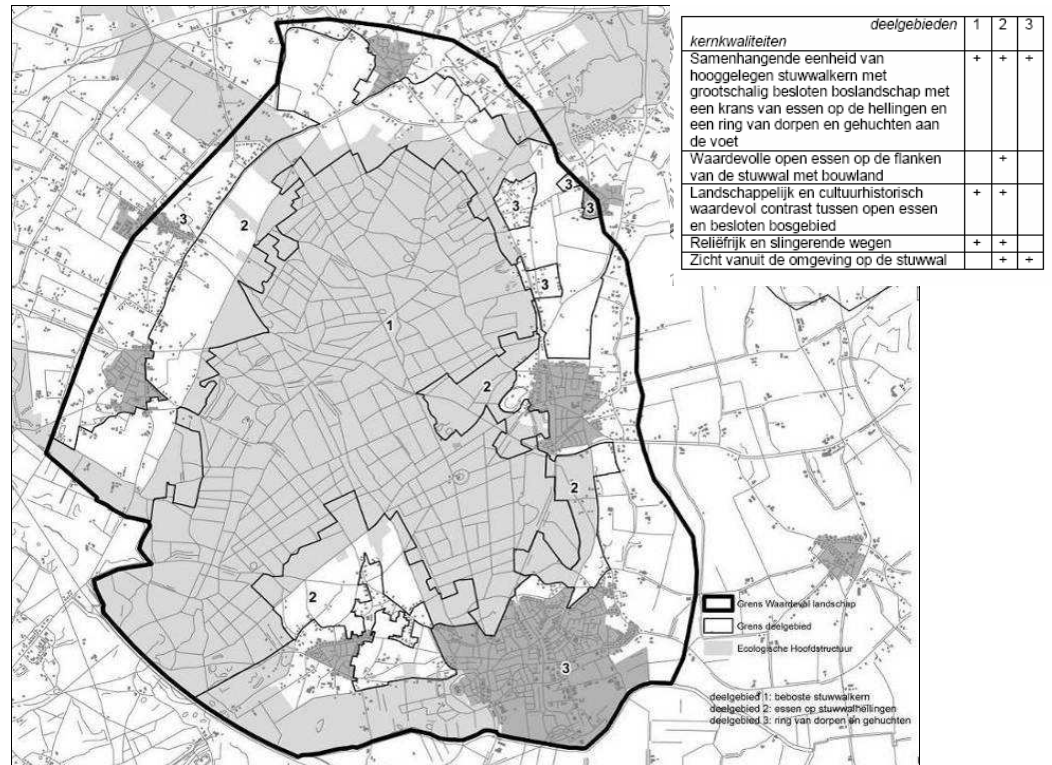 deelgebieden 1 2 3
kernkwaliteiten
Samenhangende eenheid van + + +
hooggelegen stuwwalkern met
grootschalig besloten boslandschap met
een krans van essen op de hellingen en
een ring van dorpen en gehuchten aan
de voet
Waardevolle open essen op de flanken +
van de stuwwal met bouwland
Landschappelijk en cultuurhistorisch + +
waardevol contrast tussen open essen
en besloten bosgebied
Reliëfrijk en slingerende wegen + +
Zicht vanuit de omgeving op de stuwwal + +
3
3
3
3
2
3
1
2
2
2
3
Grens Waardevol landschap
Grens deelgebied
Ecologische Hoofdstructuur
deelgebied 1: beboste stuwwalkern
deelgebied 2: essen op stuwwalhellingen
deelgebied 3: ring van dorpen en gehuchten